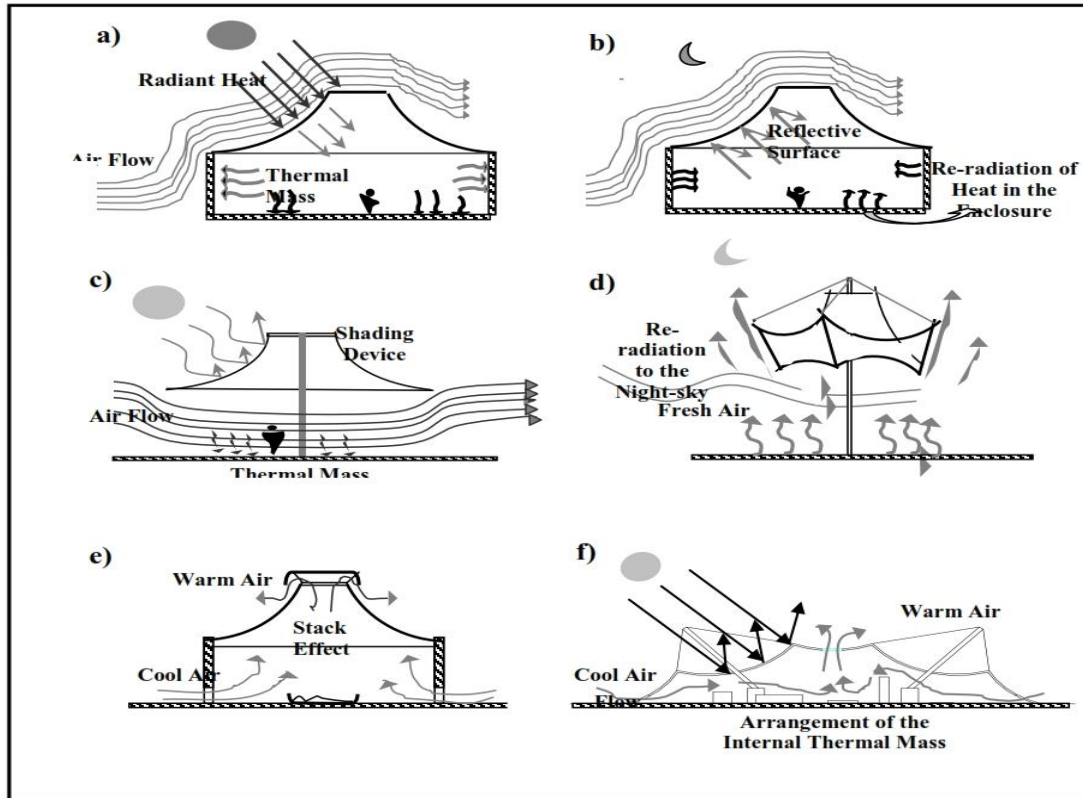 a)
Radiant Heat
Air Flow
Thermal
Mass
b)
Reflective
Surface
Re-radiation of
Heat in the
Enclosure
c)
Shading
Device
Air Flow
Thermal Mass
d)
Re-
radiation
to the
Night-sky
Fresh Air
e)
Warm Air
Stack
Effect
Cool Air
f)
Warm Air
Cool Air
Flow
Arrangement of the
Internal Thermal Mass